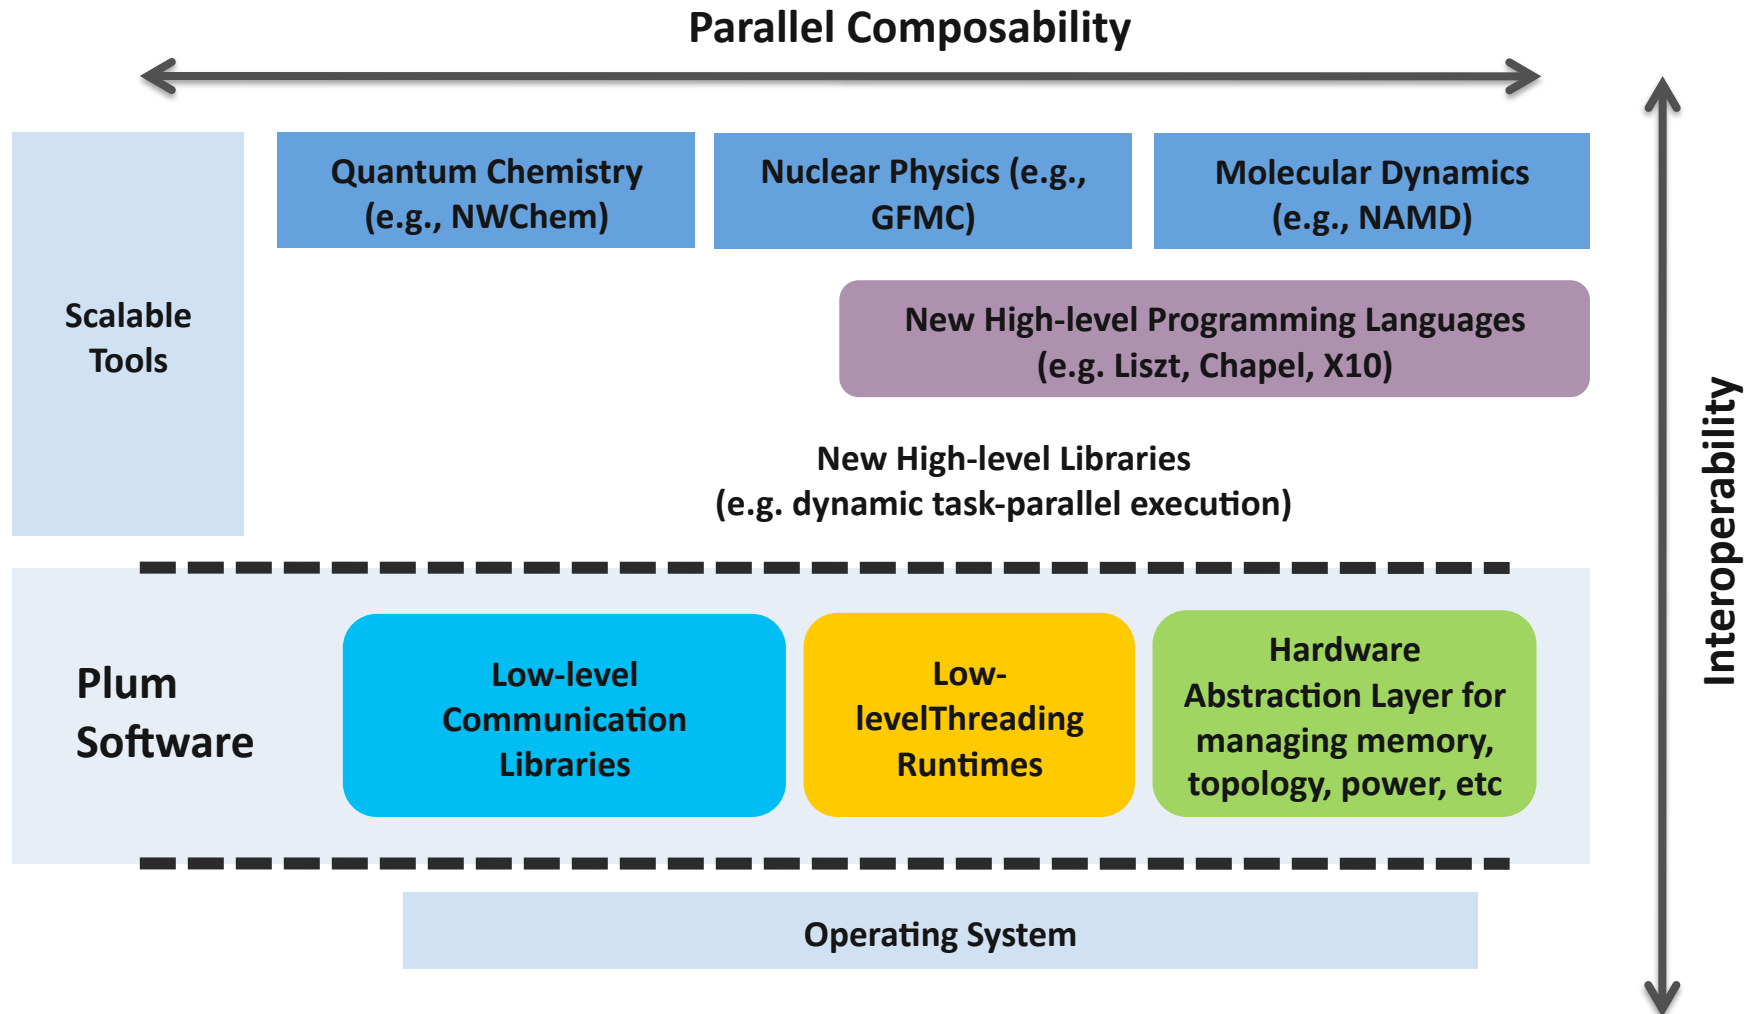 Parallel Composability
Quantum Chemistry
(e.g., NWChem)
Nuclear Physics (e.g.,
GFMC)
Molecular Dynamics
(e.g., NAMD)
Scalable
Tools
New High-level Programming Languages
(e.g. Liszt, Chapel, X10)
New High-level Libraries
(e.g. dynamic task-parallel execution)
Interoperability
Plum
Software
Low-level
Communication
Libraries
Low-
levelThreading
Runtimes
Hardware
Abstraction Layer for
managing memory,
topology, power, etc
Operating System